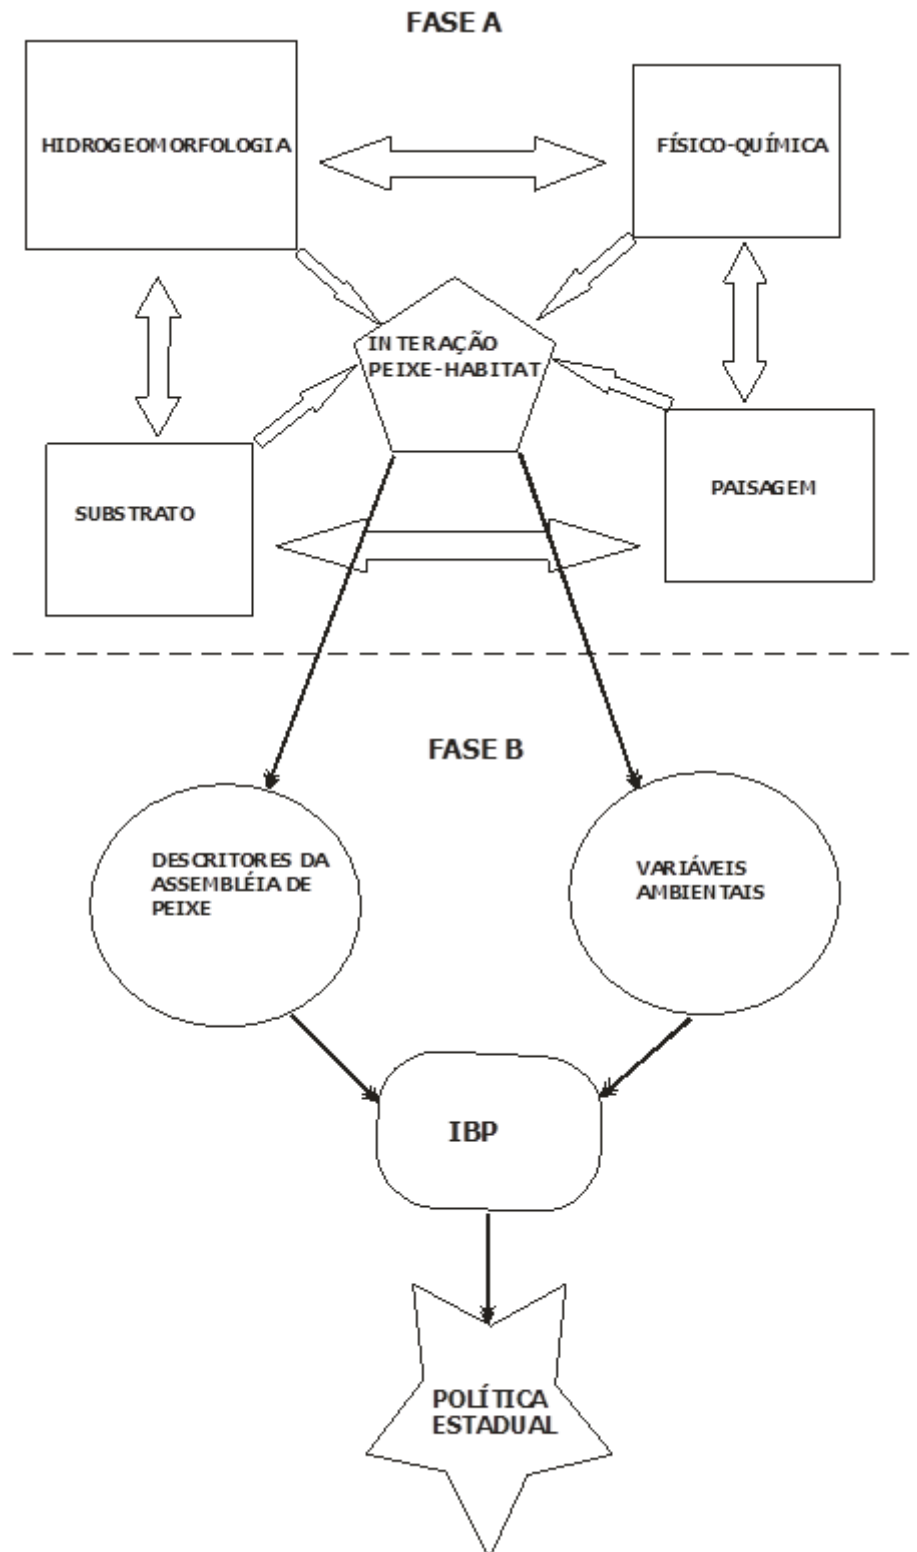 FASE A
HIDROGEOMORFOLOGIA
FÍSICO-QUÍMICA
INTERAÇÃO
PEIXE-HABITAT
SUBSTRATO
PAISAGEM
FASE B
DESCRITORES DA
ASSEMBLÉIA DE
PEIXE
VARIÁVEIS
AMBIENTAIS
IBP
POLÍTICA
ESTADUAL